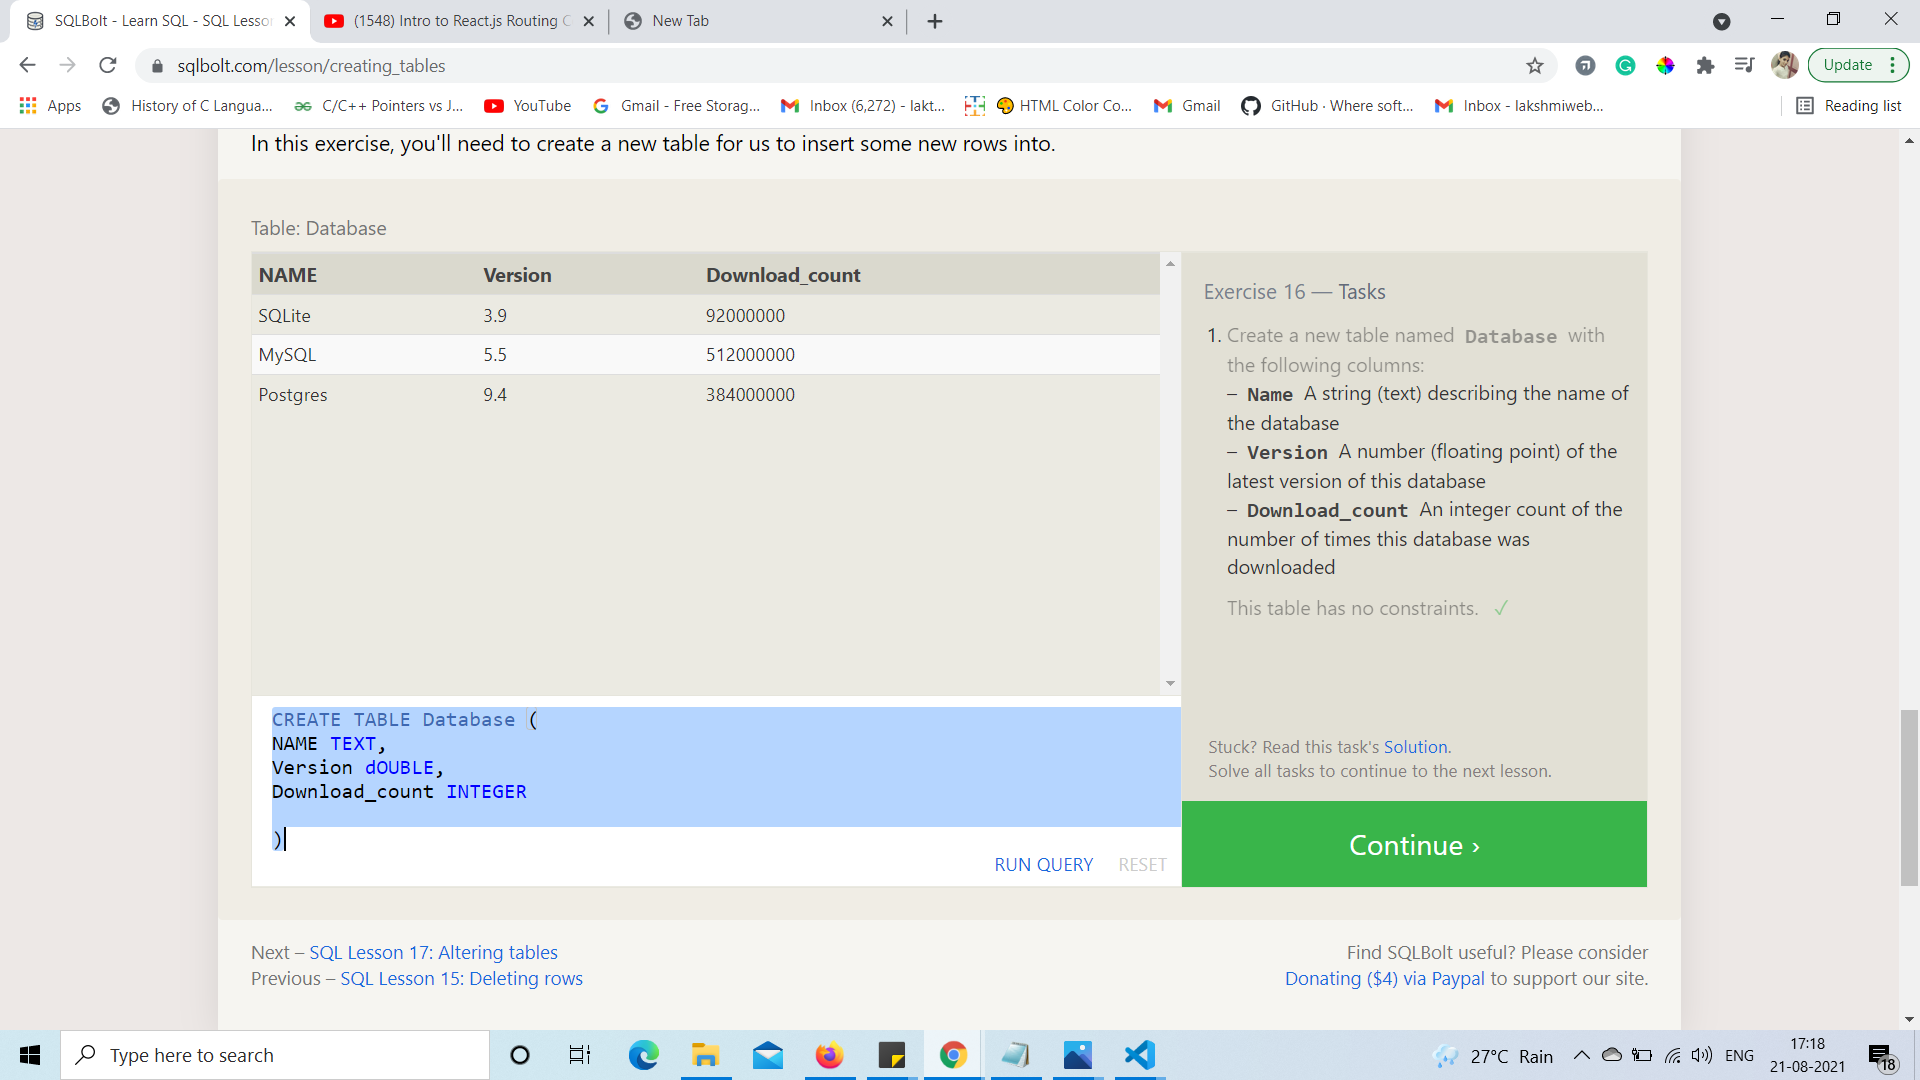 SQLBolt - Learn SQL - SQL Lesson
(1548) Intro to React.js Routing C
New Tab
sqlbolt.com/lesson/creating_tables
Update
Apps
History of C Langua...
C/C++ Pointers vs J...
YouTube
Gmail - Free Storag...
Inbox (6,272) - lakt...
HTML Color Co...
Gmail
GitHub · Where soft...
Inbox - lakshmiweb...
Reading list
In this exercise, you'll need to create a new table for us to insert some new rows into.
Table: Database
NAME Version Download_count
SQLite 3.9 92000000
MySQL 5.5 512000000
Postgres 9.4 384000000
Exercise 16 — Tasks
1. Create a new table named Database with
the following columns:
– Name A string (text) describing the name of
the database
– Version A number (floating point) of the
latest version of this database
– Download_count An integer count of the
number of times this database was
downloaded
This table has no constraints. ✓
CREATE TABLE Database (
NAME TEXT,
Version dOUBLE,
Download_count INTEGER
)
RUN QUERY RESET
Stuck? Read this task's Solution.
Solve all tasks to continue to the next lesson.
Continue ›
Next – SQL Lesson 17: Altering tables
Previous – SQL Lesson 15: Deleting rows
Find SQLBolt useful? Please consider
Donating ($4) via Paypal to support our site.
Type here to search
27°C Rain
ENG
17:18
21-08-2021
18